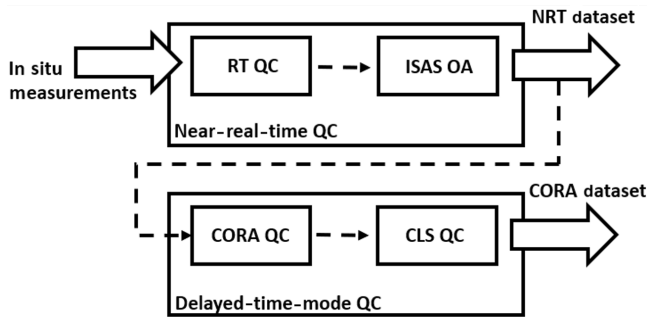 NRT dataset
In situ
measurements
RT QC
ISAS OA
Near-real-time QC
CORA dataset
CORA QC
CLS QC
Delayed-time-mode QC